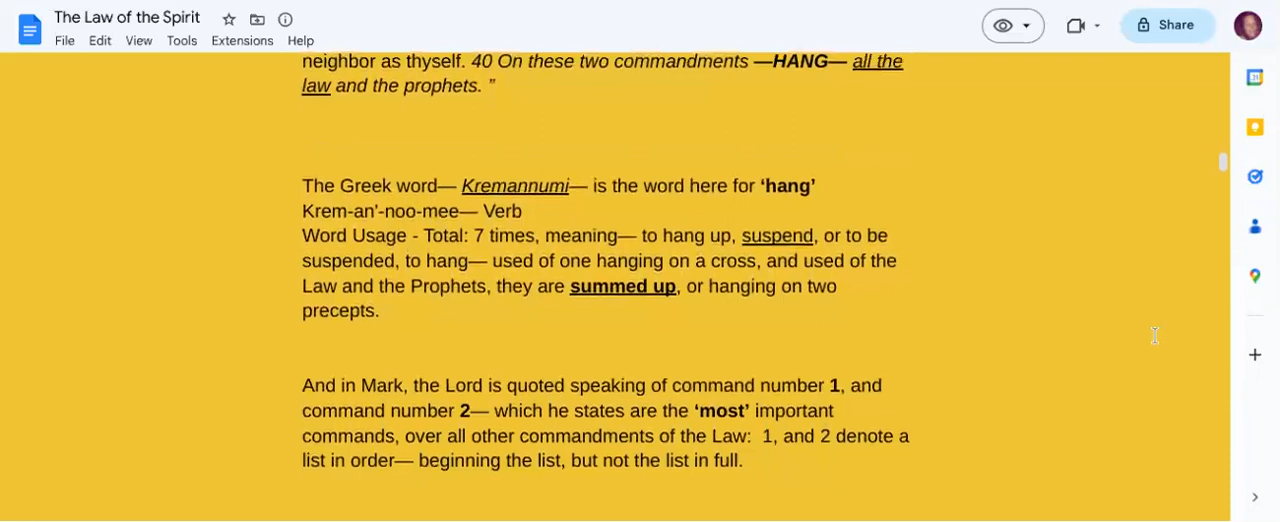 The Law of the Spirit
File Edit View Tools Extensions Help
Share
neighbor as thyself. 40 On these two commandments —HANG— all the
law and the prophets. ”
The Greek word— Kremannumi— is the word here for ‘hang’
Krem-an'-noo-mee— Verb
Word Usage - Total: 7 times, meaning— to hang up, suspend, or to be
suspended, to hang— used of one hanging on a cross, and used of the
Law and the Prophets, they are summed up, or hanging on two
precepts.
And in Mark, the Lord is quoted speaking of command number 1, and
command number 2— which he states are the ‘most’ important
commands, over all other commandments of the Law:  1, and 2 denote a
list in order— beginning the list, but not the list in full.